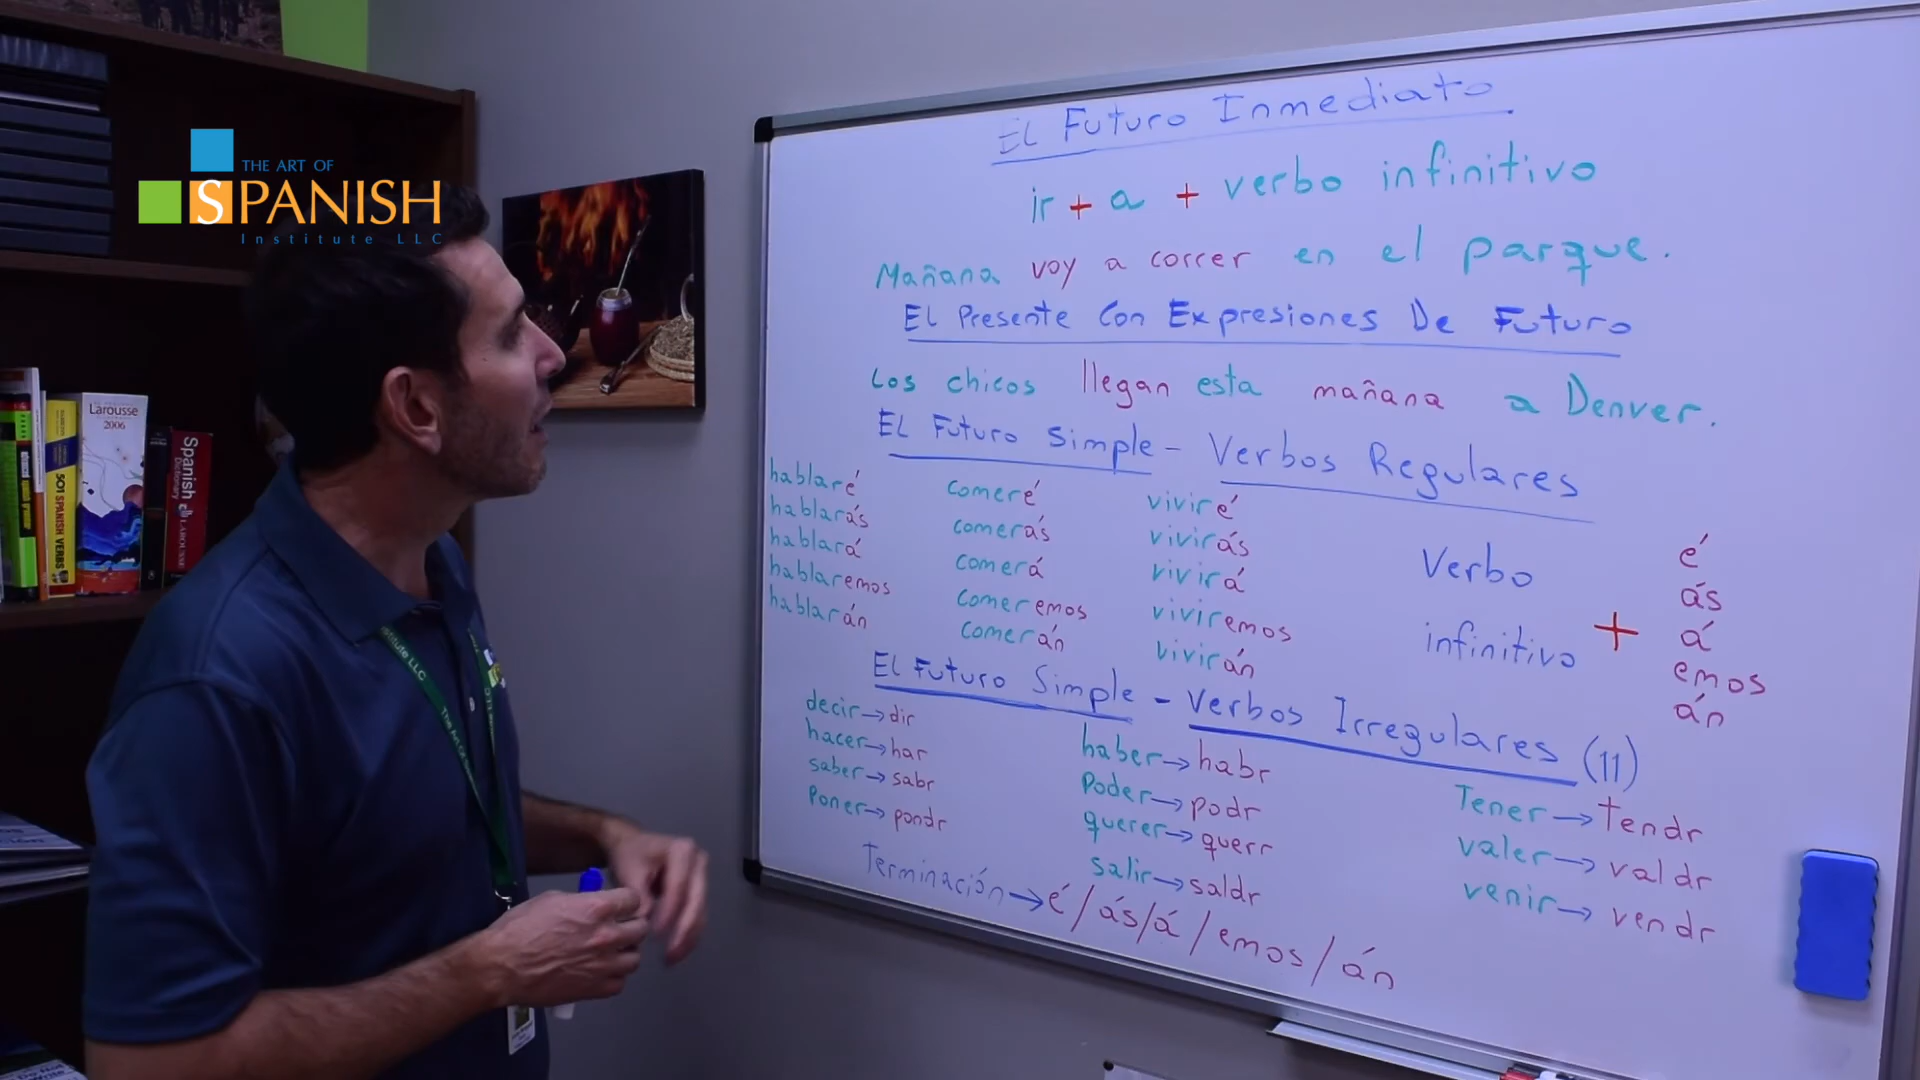 THE ART OF
SPANISH
Institute LLC
Larousse
2006
501 SPANISH VERBS
Spanish
Dictionary
LAROUSSE
stitute LLC
El Futuro Inmediato
ir + a + verbo infinitivo
Mañana voy a correr en el parque.
El Presente Con Expresiones De Futuro
Los chicos llegan esta mañana a Denver.
El Futuro Simple - Verbos Regulares
hablaré comeré viviré
hablarás comerás vivirás
hablará comerá vivirá
hablaremos comeremos viviremos
hablarán comerán vivirán
Verbo
infinitivo
+
é
ás
á
emos
án
El Futuro Simple - Verbos Irregulares (11)
decir→dir
hacer→har
saber→sabr
Poner→pondr
haber→habr
Poder→podr
querer→querr
salir→saldr
Tener→tendr
valer→valdr
venir→vendr
Terminación→é/ás/á/emos/án